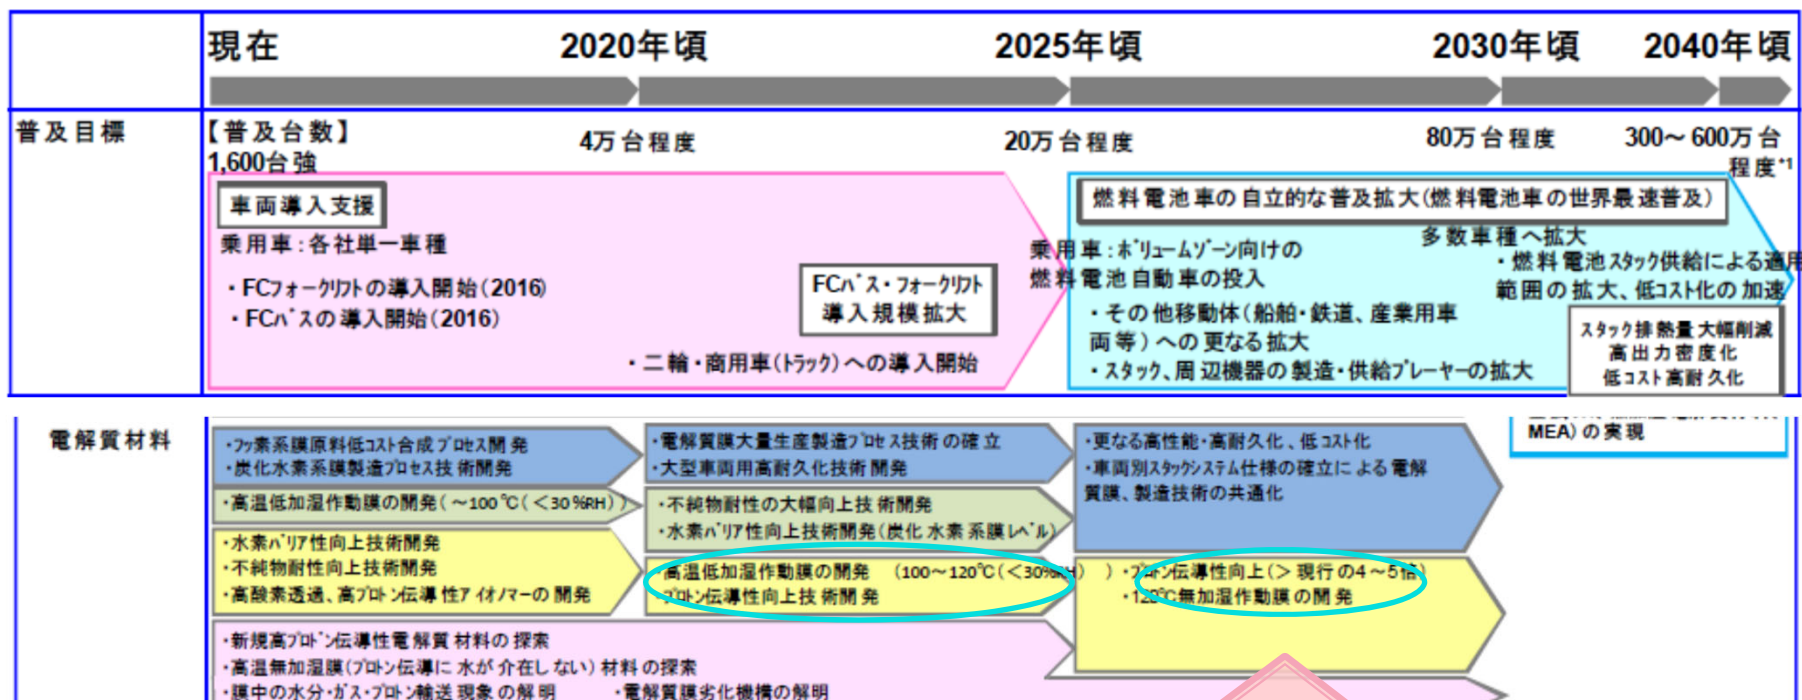 現在
2020年頃
2025年頃
2030年頃
2040年頃
普及目標
【普及台数】
1,600台強
4万台程度
20万台程度
80万台程度
300～600万台
程度*1
車両導入支援
乗用車：各社単一車種
・FCフォークリフトの導入開始（2016）
・FCバスの導入開始（2016）
FCバス・フォークリフト
導入規模拡大
・二輪・商用車（トラック）への導入開始
燃料電池車の自立的な普及拡大（燃料電池車の世界最速普及）
乗用車：ボリュームゾーン向けの
燃料電池自動車の投入
・その他移動体（船舶・鉄道、産業用車
両等）への更なる拡大
・スタック、周辺機器の製造・供給プレーヤーの拡大
多数車種へ拡大
・燃料電池スタック供給による適用
範囲の拡大、低コスト化の加速
スタック排熱量大幅削減
高出力密度化
低コスト高耐久化
電解質材料
・フッ素系膜原料低コスト合成プロセス開発
・炭化水素系膜製造プロセス技術開発
・高温低加湿作動膜の開発（～100℃（＜30%RH））
・水素バリア性向上技術開発
・不純物耐性向上技術開発
・高酸素透過、高プロトン伝導性アイオノマーの開発
・電解質膜大量生産製造プロセス技術の確立
・大型車両用高耐久化技術開発
・不純物耐性の大幅向上技術開発
・水素バリア性向上技術開発（炭化水素系膜レベル）
高温低加湿作動膜の開発　（100～120℃（＜30%RH）　）
プロトン伝導性向上技術開発
・更なる高性能・高耐久化、低コスト化
・車両別スタックシステム仕様の確立による電解
質膜、製造技術の共通化
・プロトン伝導性向上（＞現行の4～5倍）
・120℃無加湿作動膜の開発
MEA）の実現
・新規高プロトン伝導性電解質材料の探索
・高温無加湿膜（プロトン伝導に水が介在しない）材料の探索
・膜中の水分・ガス・プロトン輸送現象の解明　・電解質膜劣化機構の解明